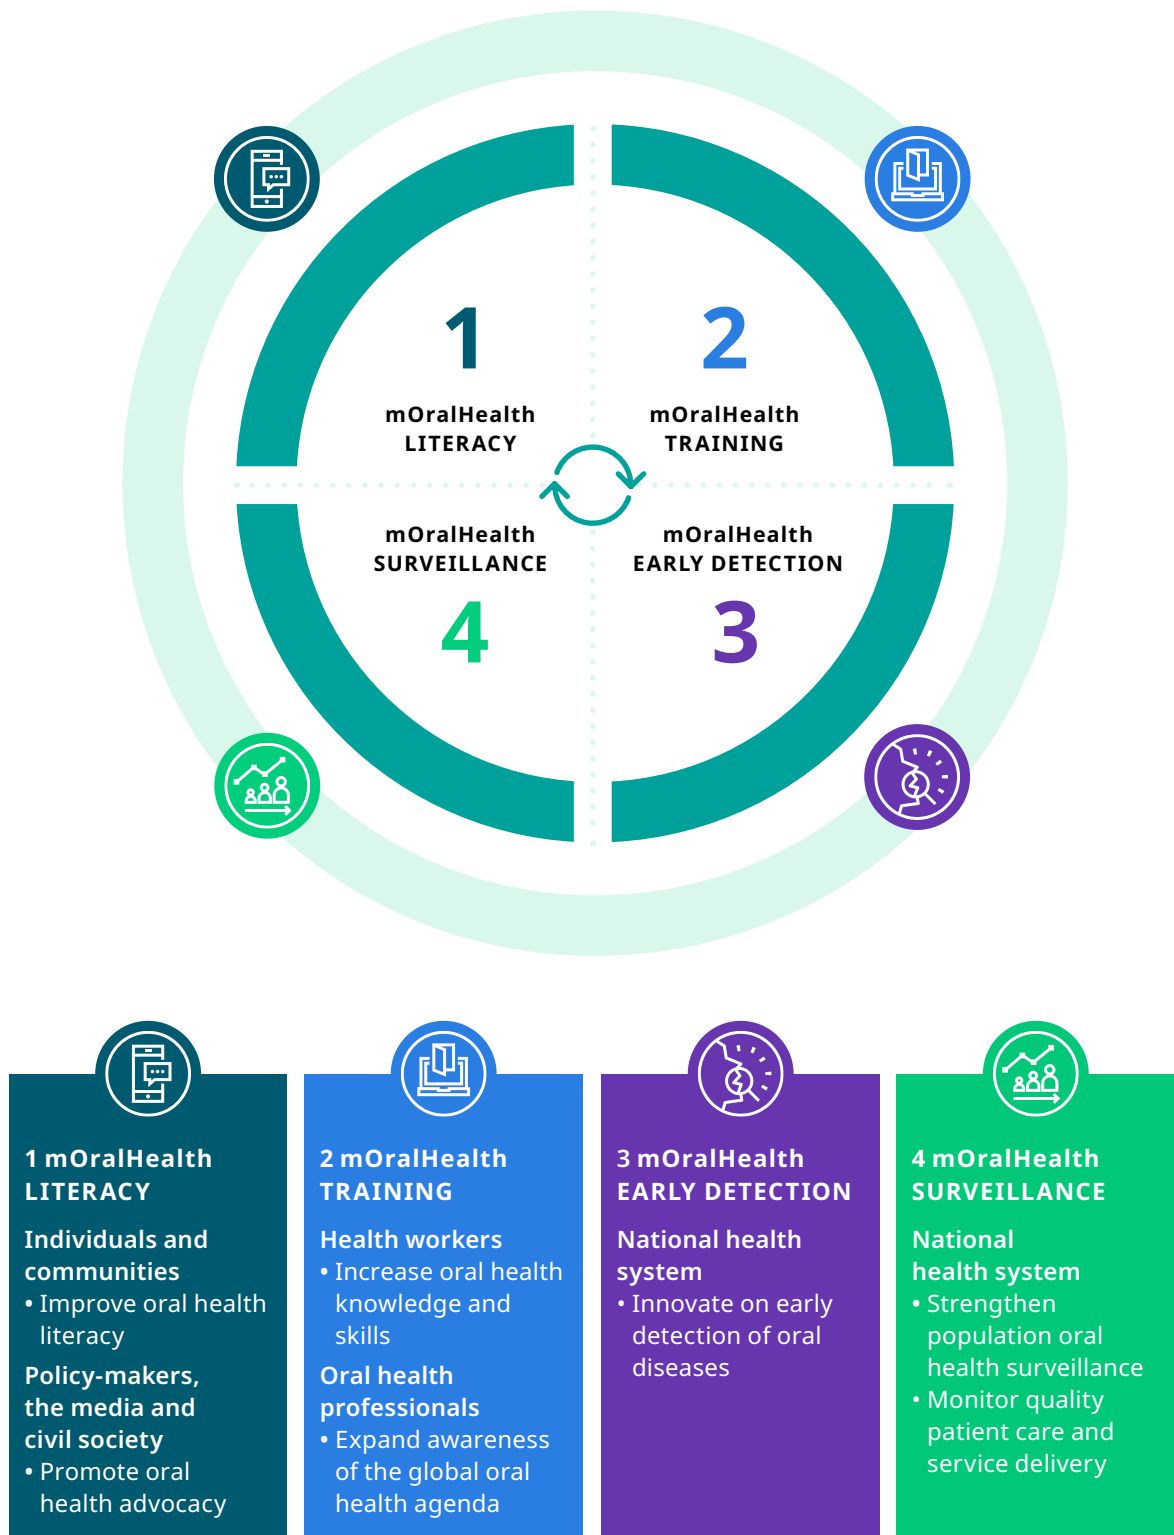 1
mOralHealth
LITERACY
2
mOralHealth
TRAINING
mOralHealth
EARLY DETECTION
3
mOralHealth
SURVEILLANCE
4
1 mOralHealth
LITERACY
Individuals and
communities
• Improve oral health
literacy
Policy-makers,
the media and
civil society
• Promote oral
health advocacy
2 mOralHealth
TRAINING
Health workers
• Increase oral health
knowledge and
skills
Oral health
professionals
• Expand awareness
of the global oral
health agenda
3 mOralHealth
EARLY DETECTION
National health
system
• Innovate on early
detection of oral
diseases
4 mOralHealth
SURVEILLANCE
National
health system
• Strengthen
population oral
health surveillance
• Monitor quality
patient care and
service delivery